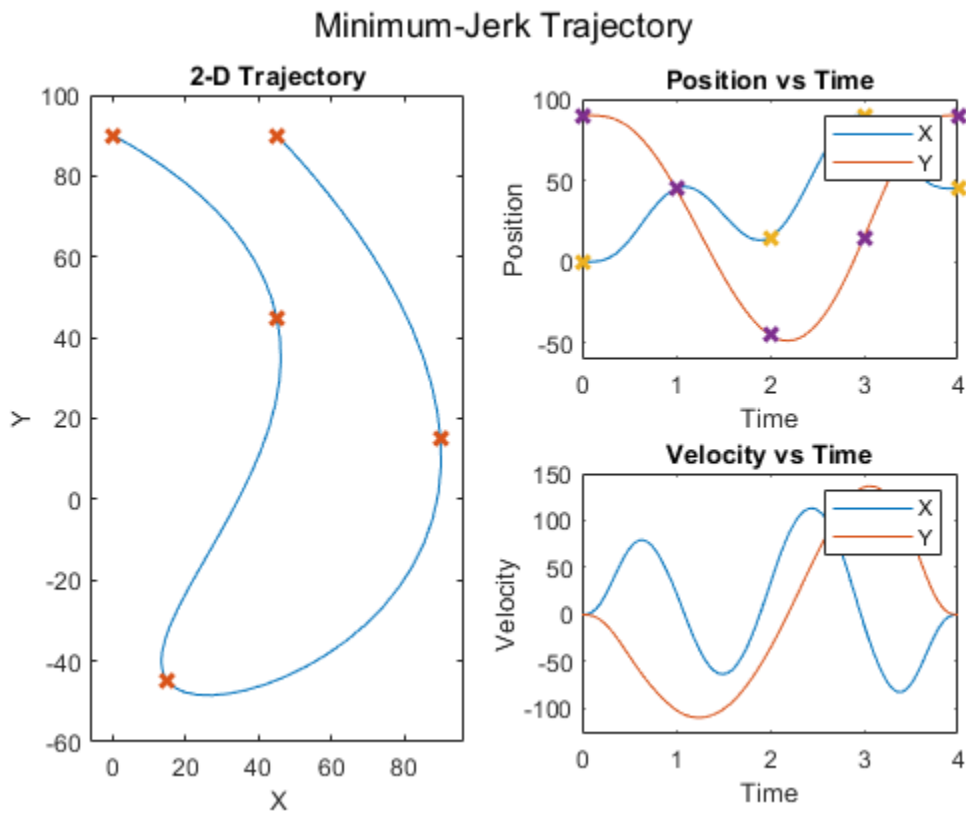 Minimum-Jerk Trajectory
2-D Trajectory
100
80
60
40
20
0
-20
-40
-60
Y
0 20 40 60 80
X
Position vs Time
100
50
0
-50
Position
X
Y
0 1 2 3 4
Time
Velocity vs Time
150
100
50
0
-50
-100
Velocity
X
Y
0 1 2 3 4
Time